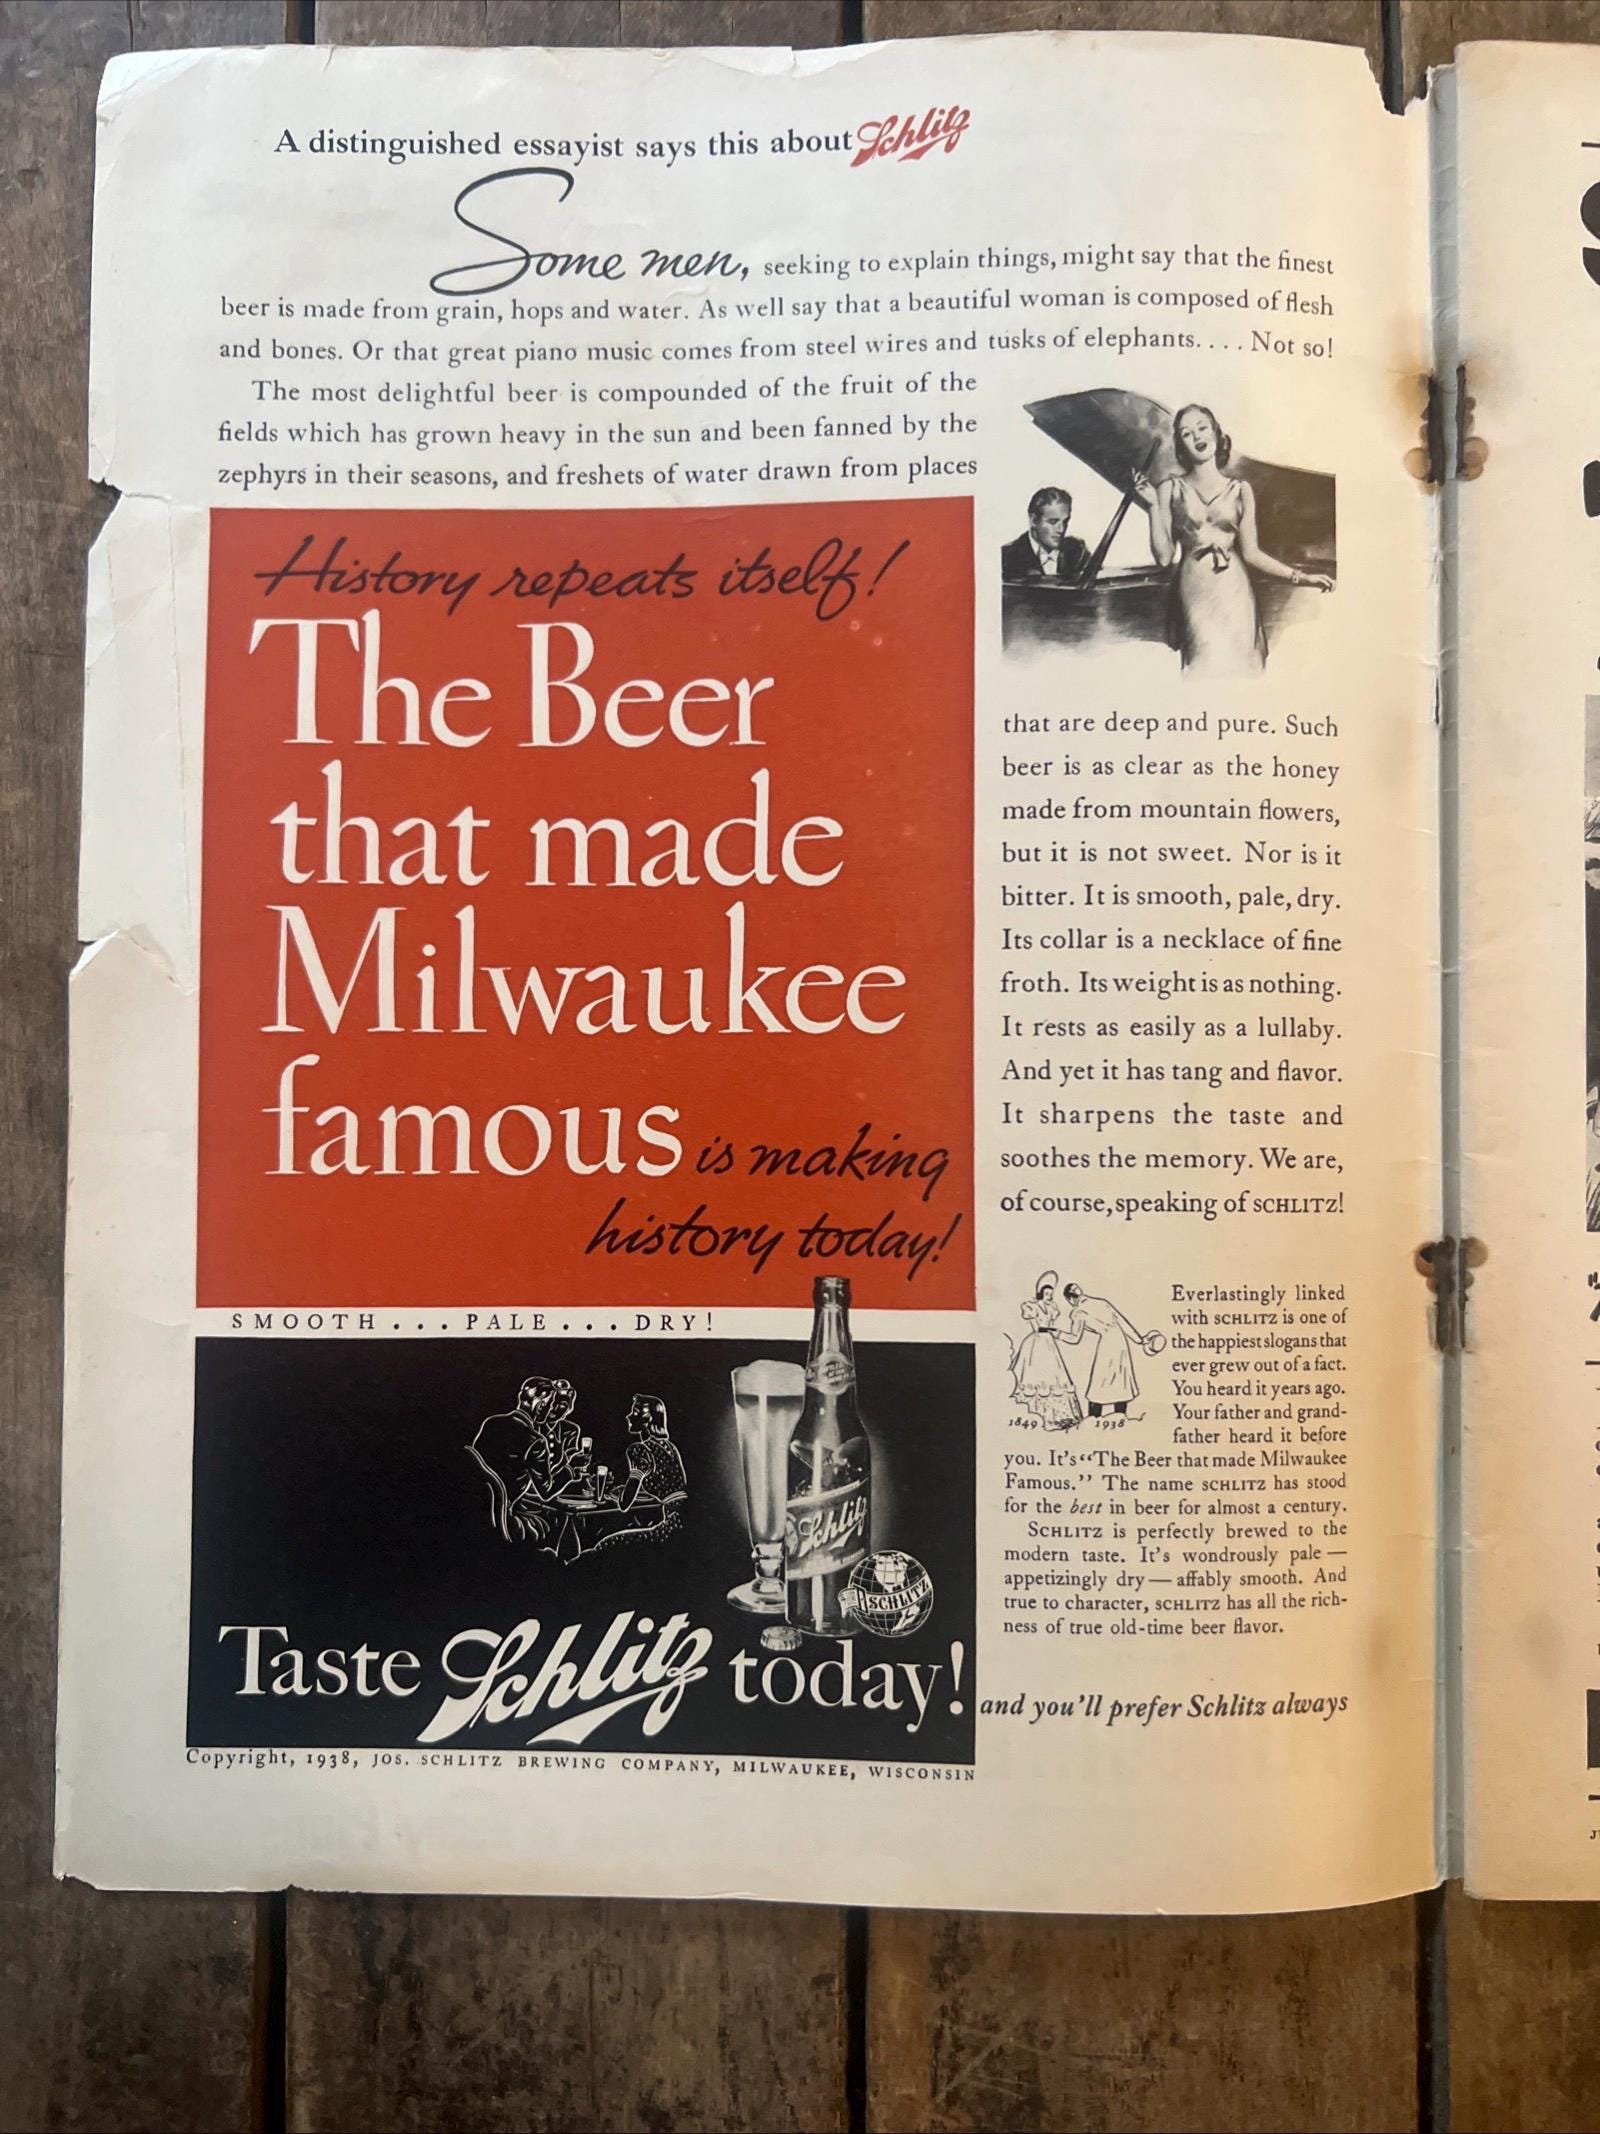 A distinguished essayist says this about Schlitz
Some men, seeking to explain things, might say that the finest
beer is made from grain, hops and water. As well say that a beautiful woman is composed of flesh
and bones. Or that great piano music comes from steel wires and tusks of elephants.... Not so!
The most delightful beer is compounded of the fruit of the
fields which has grown heavy in the sun and been fanned by the
zephyrs in their seasons, and freshets of water drawn from places
that are deep and pure. Such
beer is as clear as the honey
made from mountain flowers,
but it is not sweet. Nor is it
bitter. It is smooth, pale, dry.
Its collar is a necklace of fine
froth. Its weight is as nothing.
It rests as easily as a lullaby.
And yet it has tang and flavor.
It sharpens the taste and
soothes the memory. We are,
of course, speaking of SCHLITZ!
History repeats itself!
The Beer
that made
Milwaukee
famous is making
history today!
SMOOTH...PALE...DRY!
Schlitz
SCHLITZ
Taste Schlitz today!
and you'll prefer Schlitz always
1849 1938
Everlastingly linked
with SCHLITZ is one of
the happiest slogans that
ever grew out of a fact.
You heard it years ago.
Your father and grand-
father heard it before
you. It's “The Beer that made Milwaukee
Famous.” The name SCHLITZ has stood
for the best in beer for almost a century.
SCHLITZ is perfectly brewed to the
modern taste. It's wondrously pale —
appetizingly dry — affably smooth. And
true to character, SCHLITZ has all the rich-
ness of true old-time beer flavor.
Copyright, 1938, JOS. SCHLITZ BREWING COMPANY, MILWAUKEE, WISCONSIN